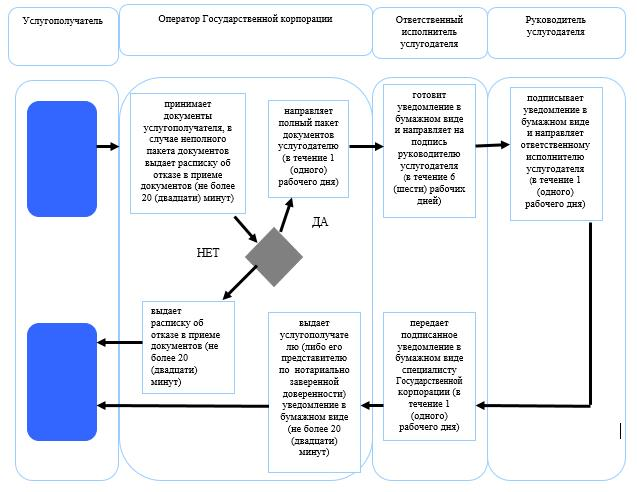 Услугополучатель
Оператор Государственной корпорации
Ответственный
исполнитель
услугодателя
Руководитель
услугодателя
принимает
документы
услугополучателя, в
случае неполного
пакета документов
выдает расписку об
отказе в приеме
документов (не более
20 (двадцати) минут)
направляет
полный пакет
документов
услугодателю
(в течение 1
(одного)
рабочего дня)
готовит
уведомление в
бумажном виде
и направляет на
подпись
руководителю
услугодателя
(в течение 6
(шести) рабочих
дней)
подписывает
уведомление в
бумажном виде
и направляет
ответственному
исполнителю
услугодателя
(в течение 1
(одного)
рабочего дня)
ДА
НЕТ
выдает
расписку об
отказе в приеме
документов (не
более 20
(двадцати)
минут)
выдает
услугополучате
лю (либо его
представителю
по нотариально
заверенной
доверенности)
уведомление в
бумажном виде
(не более 20
(двадцати)
минут)
передает
подписанное
уведомление в
бумажном виде
специалисту
Государственной
корпорации (в
течение 1
(одного)
рабочего дня)